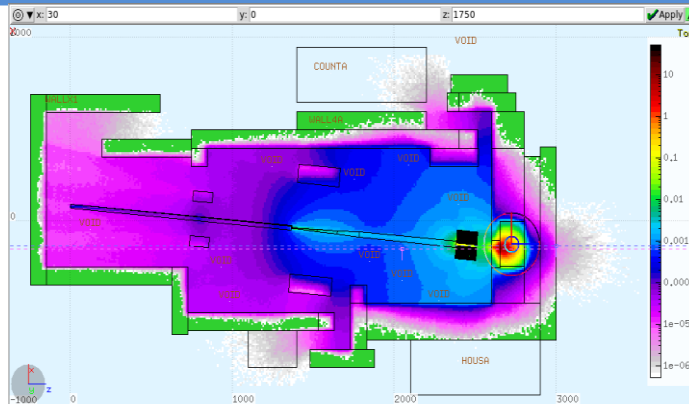 x: 30 y: 0 z: 1750 Apply
VOID
To
COUNTA
10
WALLX1
WALL4A
1
VOID VOID VOID
0,1
VOID
0,01
0
VOID
0,001
VOID VOID
VOID
0,000
VOID VOID
1e-05
HOUSA
1e-06
x
y z
-1000 0 1000 2000 3000